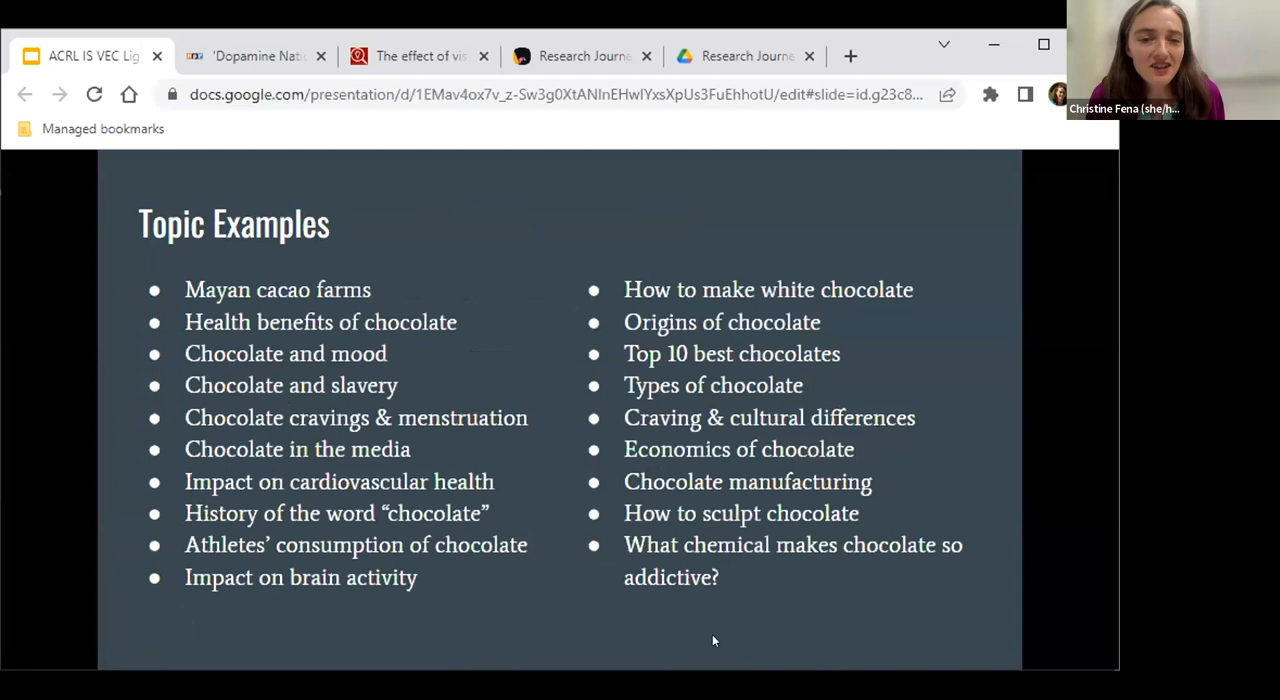 ACRL IS VEC Lig
'Dopamine Nati
The effect of vis
Research Journe
Research Journe
docs.google.com/presentation/d/1EMav4ox7v_z-Sw3g0XtANlnEHwlYxsXpUs3FuEhhotU/edit#slide=id.g23c8...
Christine Fena (she/h...
Managed bookmarks
Topic Examples
Mayan cacao farms
Health benefits of chocolate
Chocolate and mood
Chocolate and slavery
Chocolate cravings & menstruation
Chocolate in the media
Impact on cardiovascular health
History of the word “chocolate”
Athletes’ consumption of chocolate
Impact on brain activity
How to make white chocolate
Origins of chocolate
Top 10 best chocolates
Types of chocolate
Craving & cultural differences
Economics of chocolate
Chocolate manufacturing
How to sculpt chocolate
What chemical makes chocolate so
addictive?